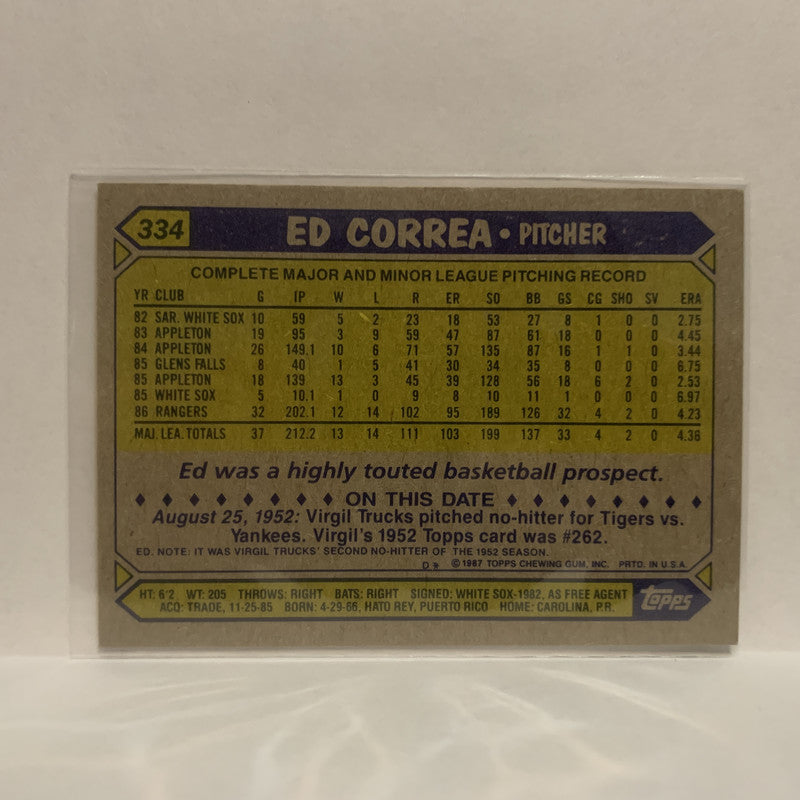 334 ED CORREA • PITCHER
COMPLETE MAJOR AND MINOR LEAGUE PITCHING RECORD
YR CLUB G IP W L R ER SO BB GS CG SHO SV ERA
82 SAR. WHITE SOX 10 59 5 2 23 18 53 27 8 1 0 0 2.75
83 APPLETON 19 95 3 9 59 47 87 61 18 0 0 0 4.45
84 APPLETON 26 149.1 10 6 71 57 135 87 16 1 1 0 3.44
85 GLENS FALLS 8 40 1 5 41 30 34 35 8 0 0 0 6.75
85 APPLETON 18 139 13 3 45 39 128 56 18 6 2 0 2.53
85 WHITE SOX 5 10.1 1 0 9 8 10 11 1 0 0 0 6.97
86 RANGERS 32 202.1 12 14 102 95 189 126 32 4 2 0 4.23
MAJ. LEA. TOTALS 37 212.2 13 14 111 103 199 137 33 4 2 0 4.36
Ed was a highly touted basketball prospect.
♦ ♦ ♦ ♦ ♦ ♦ ♦ ♦ ON THIS DATE ♦ ♦ ♦ ♦ ♦ ♦ ♦ ♦
August 25, 1952: Virgil Trucks pitched no-hitter for Tigers vs.
Yankees. Virgil's 1952 Topps card was #262.
ED. NOTE: IT WAS VIRGIL TRUCKS' SECOND NO-HITTER OF THE 1952 SEASON.
D* © 1987 TOPPS CHEWING GUM, INC. PRTD. IN U.S.A.
HT: 6'2 WT: 205 THROWS: RIGHT BATS: RIGHT SIGNED: WHITE SOX-1982, AS FREE AGENT
ACQ: TRADE, 11-25-85 BORN: 4-29-66, HATO REY, PUERTO RICO HOME: CAROLINA, P.R.
TOPPS